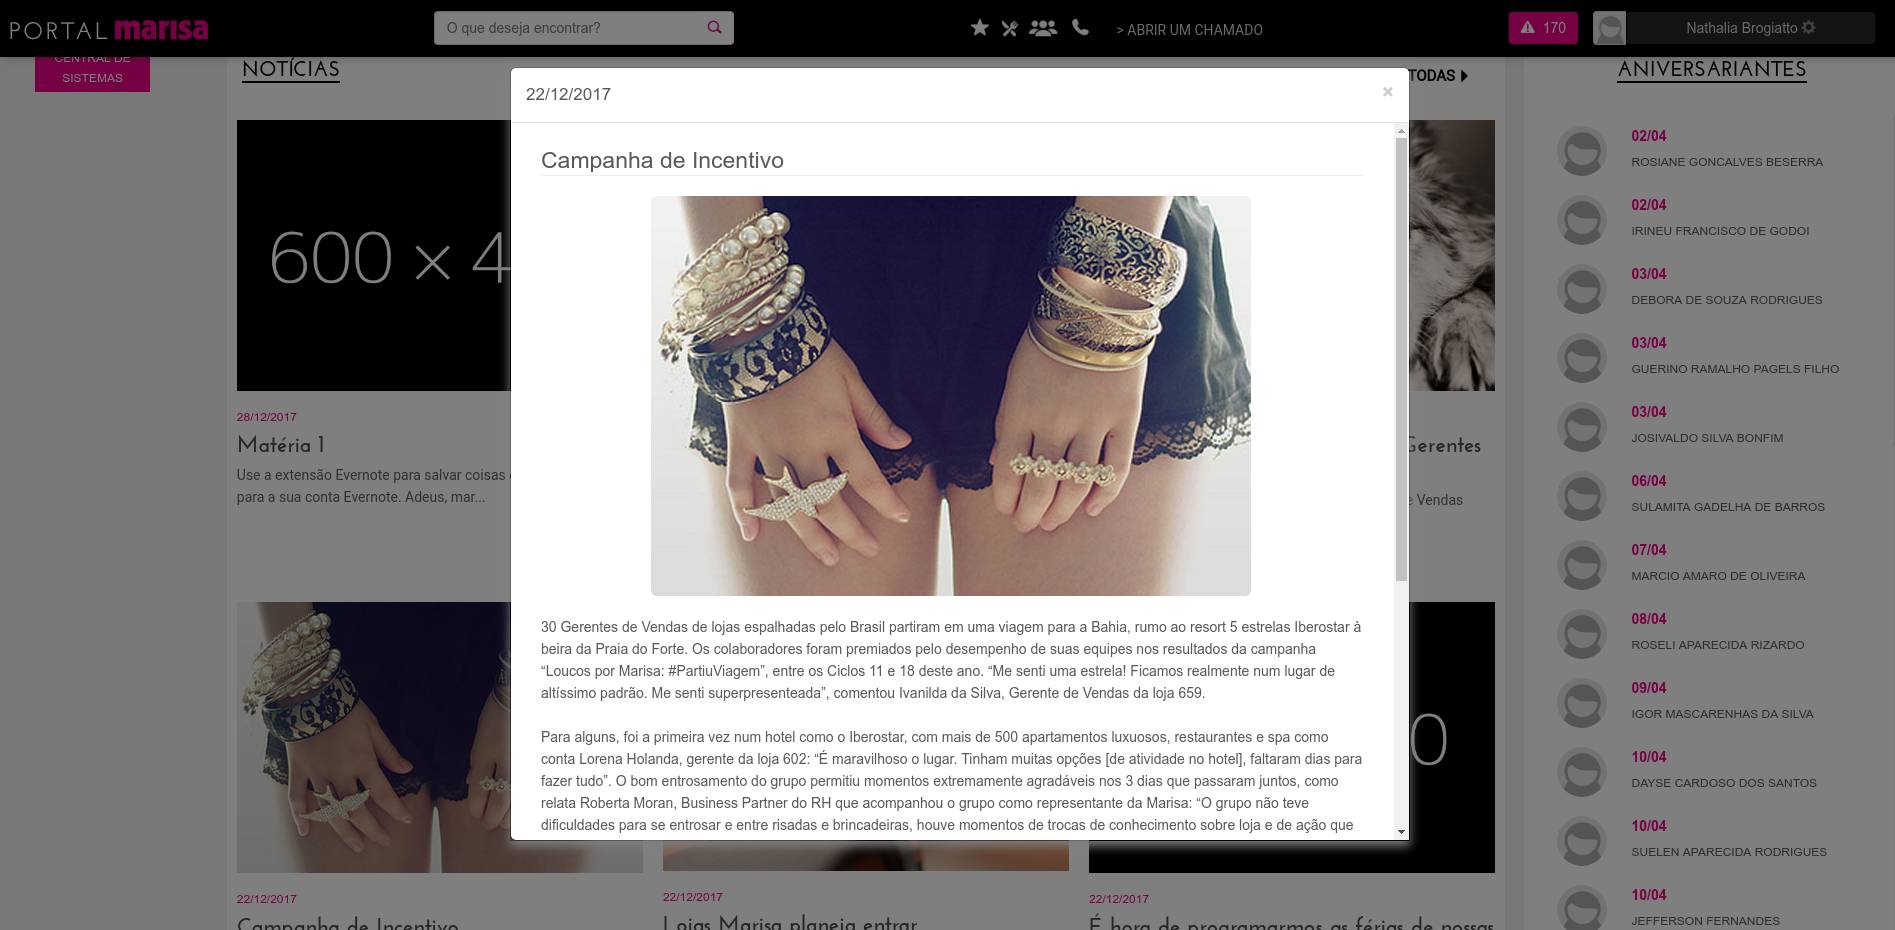 PORTAL marisa
O que deseja encontrar?
> ABRIR UM CHAMADO
170
Nathalia Brogiatto
CENTRAL DE
SISTEMAS
NOTÍCIAS
TODAS
ANIVERSARIANTES
22/12/2017
×
Campanha de Incentivo
30 Gerentes de Vendas de lojas espalhadas pelo Brasil partiram em uma viagem para a Bahia, rumo ao resort 5 estrelas Iberostar à
beira da Praia do Forte. Os colaboradores foram premiados pelo desempenho de suas equipes nos resultados da campanha
“Loucos por Marisa: #PartiuViagem”, entre os Ciclos 11 e 18 deste ano. “Me senti uma estrela! Ficamos realmente num lugar de
altíssimo padrão. Me senti superpresenteada”, comentou Ivanilda da Silva, Gerente de Vendas da loja 659.
Para alguns, foi a primeira vez num hotel como o Iberostar, com mais de 500 apartamentos luxuosos, restaurantes e spa como
conta Lorena Holanda, gerente da loja 602: “É maravilhoso o lugar. Tinham muitas opções [de atividade no hotel], faltaram dias para
fazer tudo”. O bom entrosamento do grupo permitiu momentos extremamente agradáveis nos 3 dias que passaram juntos, como
relata Roberta Moran, Business Partner do RH que acompanhou o grupo como representante da Marisa: “O grupo não teve
dificuldades para se entrosar e entre risadas e brincadeiras, houve momentos de trocas de conhecimento sobre loja e de ação que
600 × 4
28/12/2017
Matéria 1
Use a extensão Evernote para salvar coisas
para a sua conta Evernote. Adeus, mar...
Gerentes
e Vendas
0
22/12/2017
Campanha de Incentivo
22/12/2017
Lojas Marisa planeja entrar
22/12/2017
É hora de programarmos as férias de nossas
02/04
ROSIANE GONCALVES BESERRA
02/04
IRINEU FRANCISCO DE GODOI
03/04
DEBORA DE SOUZA RODRIGUES
03/04
GUERINO RAMALHO PAGELS FILHO
03/04
JOSIVALDO SILVA BONFIM
06/04
SULAMITA GADELHA DE BARROS
07/04
MARCIO AMARO DE OLIVEIRA
08/04
ROSELI APARECIDA RIZARDO
09/04
IGOR MASCARENHAS DA SILVA
10/04
DAYSE CARDOSO DOS SANTOS
10/04
SUELEN APARECIDA RODRIGUES
10/04
JEFFERSON FERNANDES